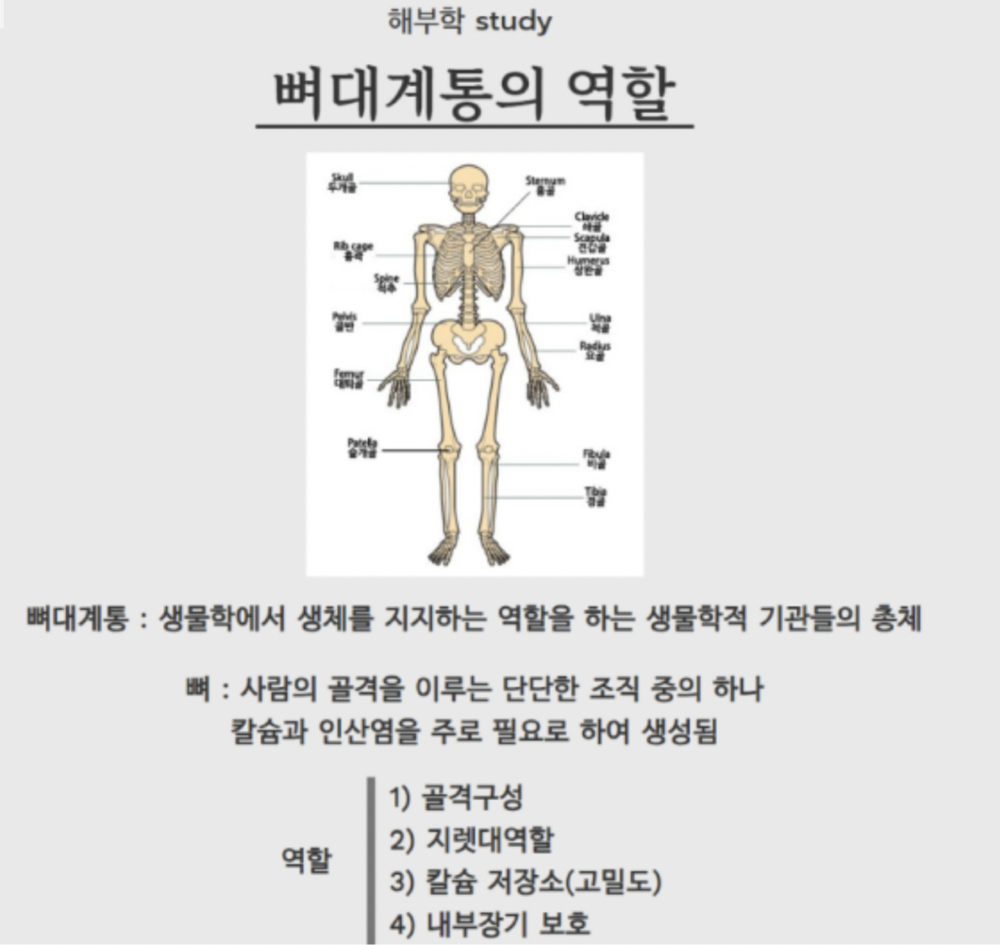 해부학 study
뼈대계통의 역할
Skull
두개골
Sternum
흉골
Clavicle
쇄골
Scapula
견갑골
Rib cage
흉곽
Humerus
상완골
Spine
척추
Pelvis
골반
Ulna
척골
Radius
요골
Femur
대퇴골
Patella
슬개골
Fibula
비골
Tibia
경골
뼈대계통 : 생물학에서 생체를 지지하는 역할을 하는 생물학적 기관들의 총체
뼈 : 사람의 골격을 이루는 단단한 조직 중의 하나
칼슘과 인산염을 주로 필요로 하여 생성됨
역할
1) 골격구성
2) 지렛대역할
3) 칼슘 저장소(고밀도)
4) 내부장기 보호